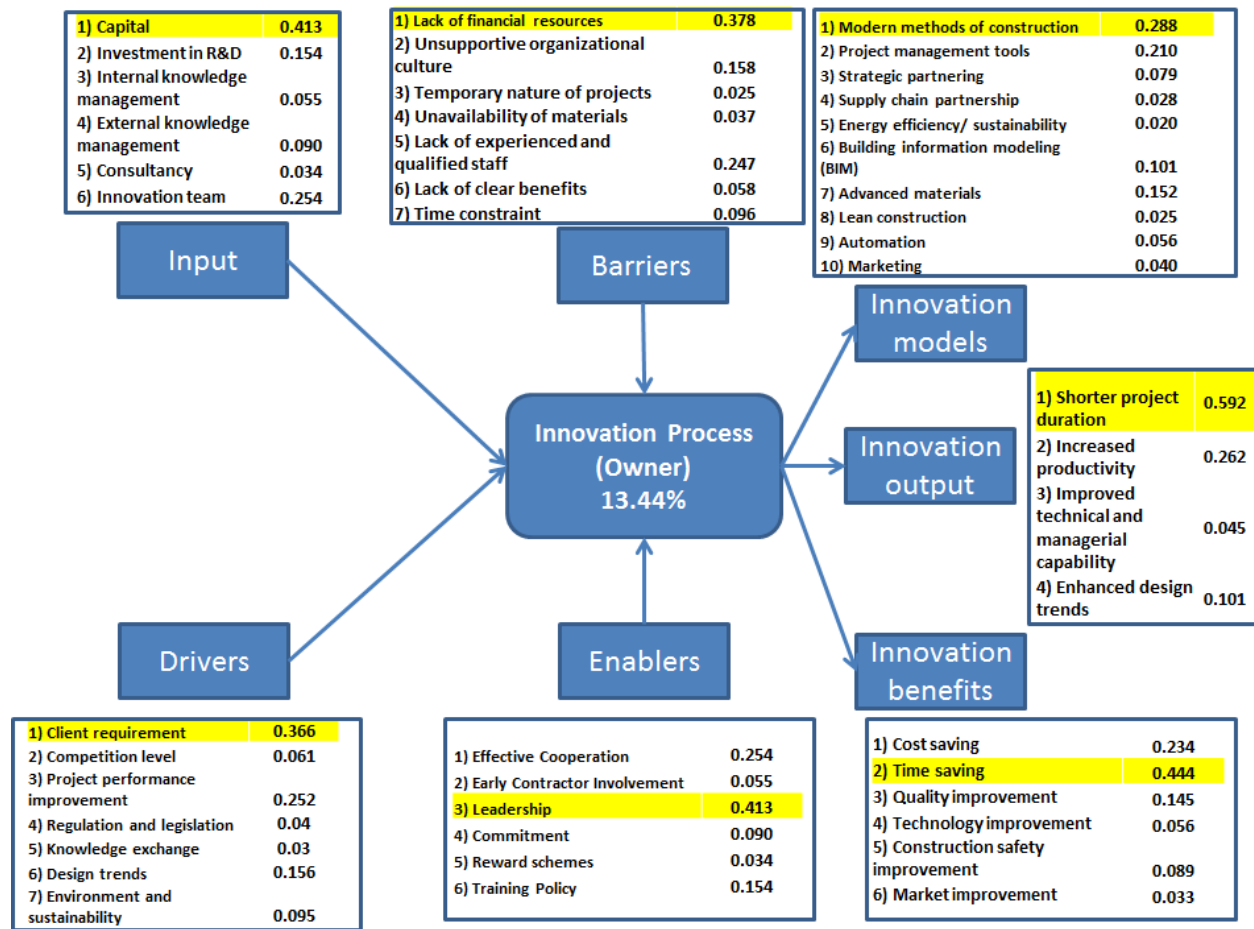 1) Capital 0.413
2) Investment in R&D 0.154
3) Internal knowledge
management 0.055
4) External knowledge
management 0.090
5) Consultancy 0.034
6) Innovation team 0.254
1) Lack of financial resources 0.378
2) Unsupportive organizational
culture 0.158
3) Temporary nature of projects 0.025
4) Unavailability of materials 0.037
5) Lack of experienced and
qualified staff 0.247
6) Lack of clear benefits 0.058
7) Time constraint 0.096
1) Modern methods of construction 0.288
2) Project management tools 0.210
3) Strategic partnering 0.079
4) Supply chain partnership 0.028
5) Energy efficiency/ sustainability 0.020
6) Building information modeling
(BIM) 0.101
7) Advanced materials 0.152
8) Lean construction 0.025
9) Automation 0.056
10) Marketing 0.040
Input
Barriers
Innovation
models
1) Shorter project
duration 0.592
2) Increased
productivity 0.262
3) Improved
technical and
managerial 0.045
capability
4) Enhanced design
trends 0.101
Innovation Process
(Owner)
13.44%
Innovation
output
Drivers
Enablers
Innovation
benefits
1) Client requirement 0.366
2) Competition level 0.061
3) Project performance
improvement 0.252
4) Regulation and legislation 0.04
5) Knowledge exchange 0.03
6) Design trends 0.156
7) Environment and
sustainability 0.095
1) Effective Cooperation 0.254
2) Early Contractor Involvement 0.055
3) Leadership 0.413
4) Commitment 0.090
5) Reward schemes 0.034
6) Training Policy 0.154
1) Cost saving 0.234
2) Time saving 0.444
3) Quality improvement 0.145
4) Technology improvement 0.056
5) Construction safety
improvement 0.089
6) Market improvement 0.033